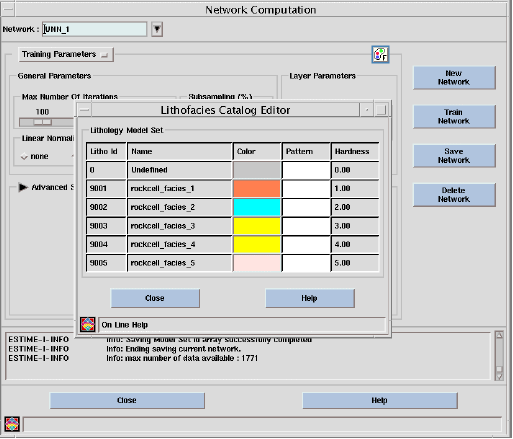 Network Computation
Network : UNN_1
Training Parameters
F
General Parameters
Layer Parameters
Max Number Of Iterations
Subsampling (%)
100
Linear Normali
none
Advanced S
New Network
Train Network
Save Network
Delete Network
Lithofacies Catalog Editor
Lithology Model Set
Litho Id Name Color Pattern Hardness
0 Undefined 0.00
9001 rockcell_facies_1 1.00
9002 rockcell_facies_2 2.00
9003 rockcell_facies_3 3.00
9004 rockcell_facies_4 4.00
9005 rockcell_facies_5 5.00
Close Help
On Line Help
ESTIME-I-INFO Info: Saving Model Set Id array successfully completed
ESTIME-I-INFO Info: Ending saving current network.
ESTIME-I-INFO Info: max number of data available : 1771
Close Help